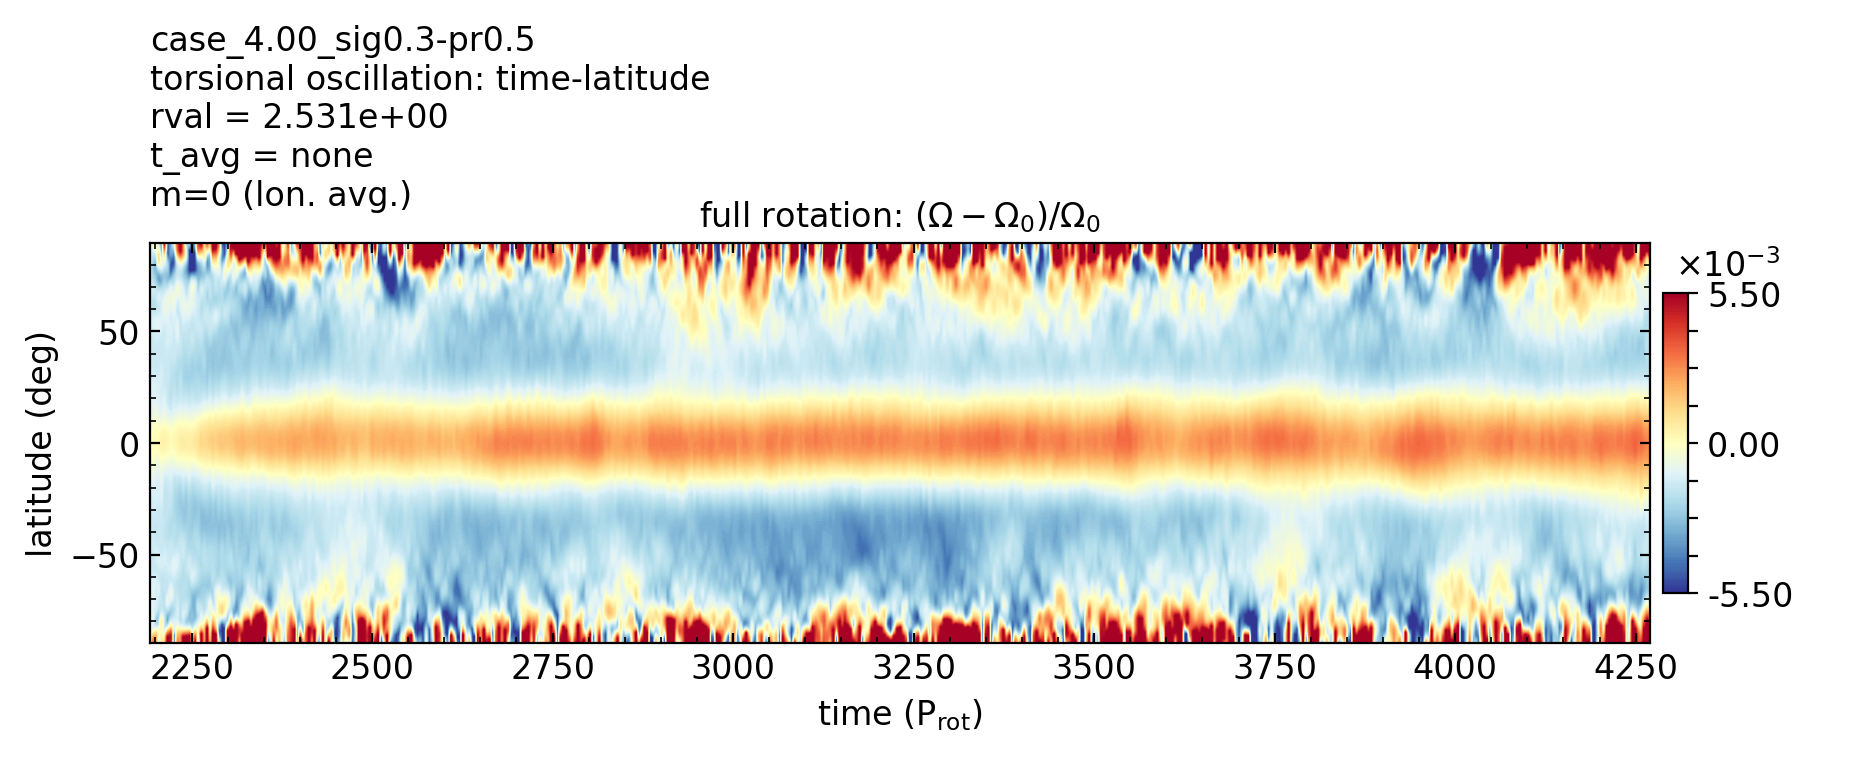 case_4.00_sig0.3-pr0.5
torsional oscillation: time-latitude
rval = 2.531e+00
t_avg = none
m=0 (lon. avg.)
full rotation: (Ω − Ω₀)/Ω₀
×10⁻³
5.50
0.00
-5.50
latitude (deg)
50
0
−50
2250 2500 2750 3000 3250 3500 3750 4000 4250
time (P_rot)